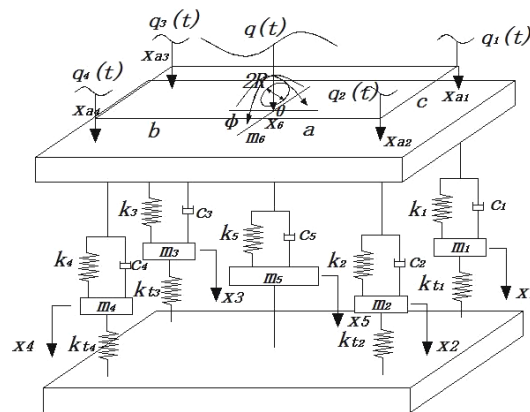 q3(t) q(t) q1(t)
xa3 xa1
q4(t) 2R q2(t) c
xa4 θ xa2
b ϕ x6 a
m6
k3 c3 k1 c1
k4 c4 m3 k5 c5 k2 c2 m1
m4 kt3 x3 m5 m2 kt1 x
x4 kt4 x5 kt2 x2